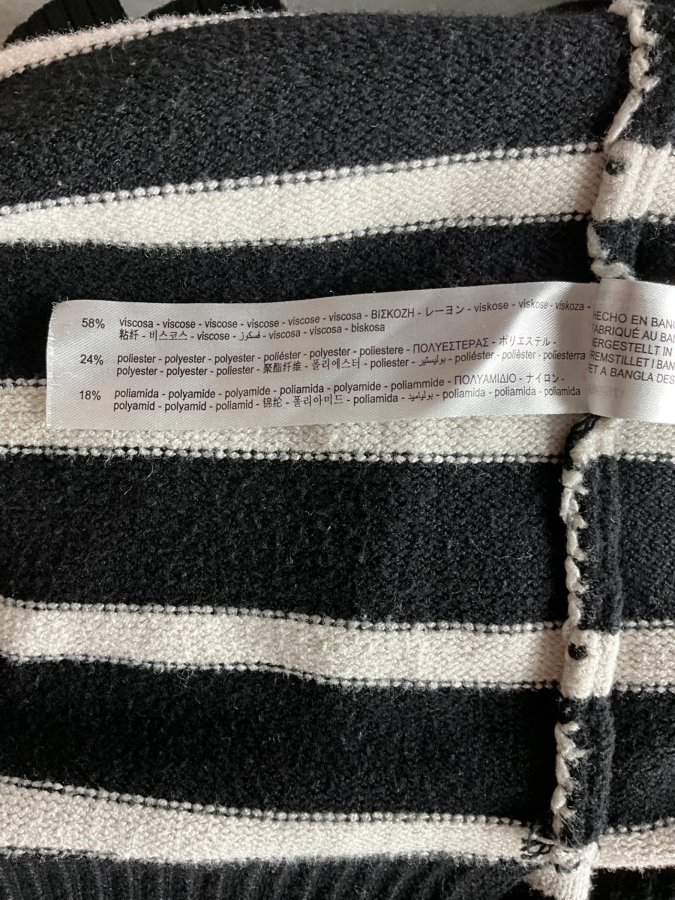 58% viscosa - viscose - viscose - viscose - viscose - viscosa - ΒΙΣΚΟΖΗ - レーヨン - viskose - viskose - viskoza -
粘纤 - 비스코스 - viscose - فسكوز - viscosa - viscosa - biskosa
24% poliester - polyester - polyester - poliéster - polyester - poliestere - ΠΟΛΥΕΣΤΕΡΑΣ - ポリエステル -
polyester - polyester - poliester - 聚酯纤维 - 폴리에스터 - poliester - بوليستير - poliéster - polièster - poliesterra
18% poliamida - polyamide - polyamide - poliamida - polyamide - poliammide - ΠΟΛΥΑΜΙΔΙΟ - ナイロン -
polyamid - polyamid - poliamid - 锦纶 - 폴리아미드 - poliamida - بولياميد - poliamida - poliamida - poliamida
HECHO EN BANG
FABRIQUÉ AU BAN
HERGESTELLT IN
FREMSTILLET I BAN
ET A BANGLA DES